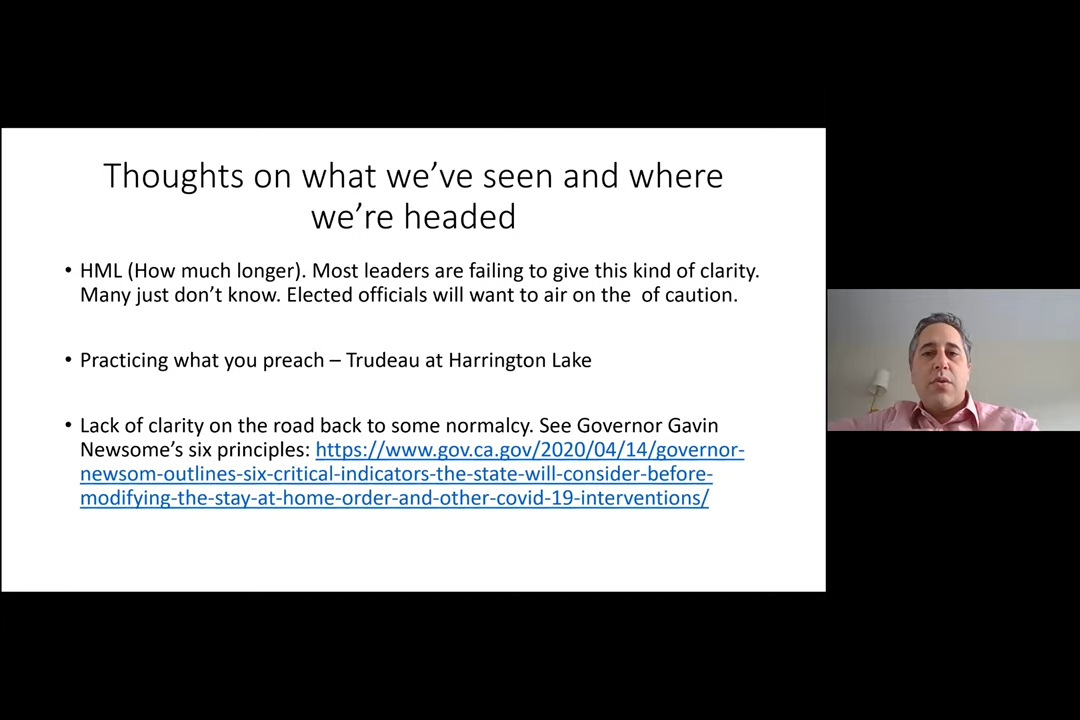 Thoughts on what we’ve seen and where
we’re headed
• HML (How much longer). Most leaders are failing to give this kind of clarity.
Many just don’t know. Elected officials will want to air on the  of caution.
• Practicing what you preach – Trudeau at Harrington Lake
• Lack of clarity on the road back to some normalcy. See Governor Gavin
Newsome’s six principles: https://www.gov.ca.gov/2020/04/14/governor-
newsom-outlines-six-critical-indicators-the-state-will-consider-before-
modifying-the-stay-at-home-order-and-other-covid-19-interventions/